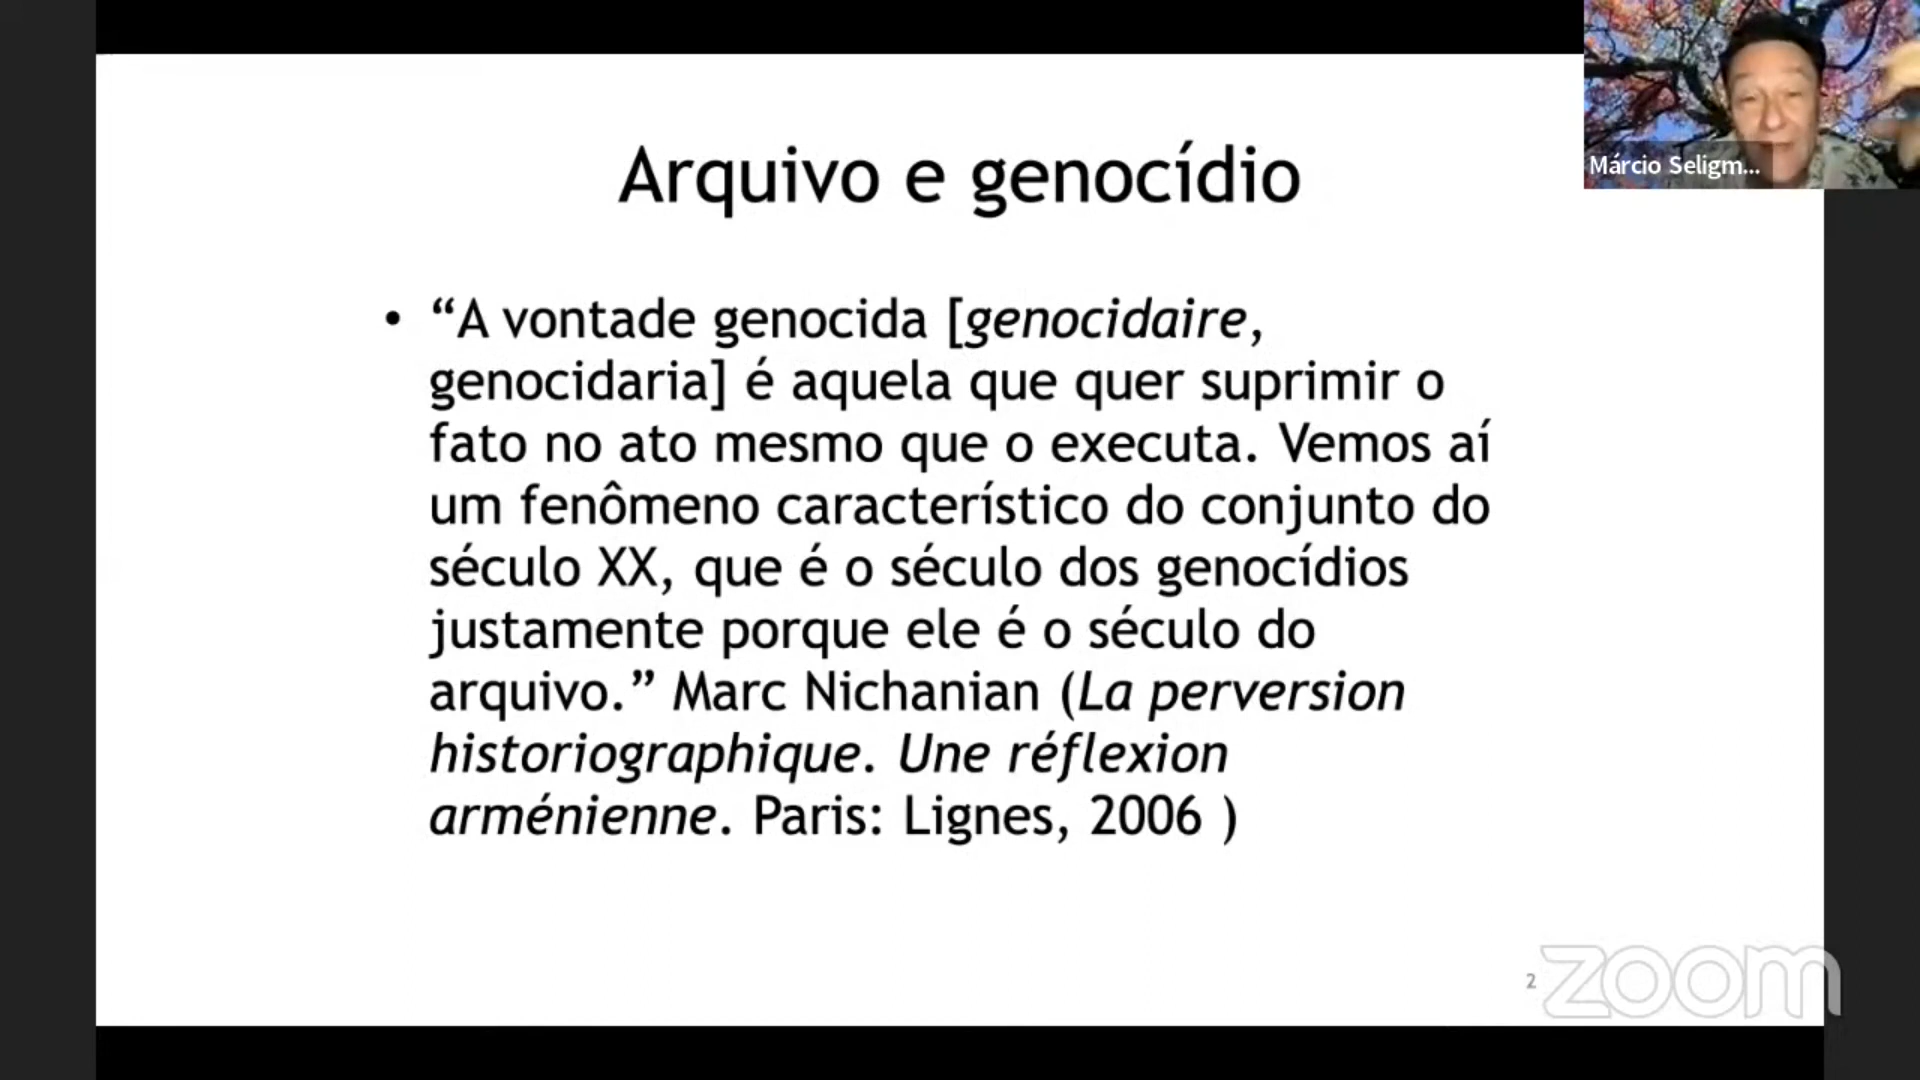 Arquivo e genocídio
• “A vontade genocida [genocidaire,
genocidaria] é aquela que quer suprimir o
fato no ato mesmo que o executa. Vemos aí
um fenômeno característico do conjunto do
século XX, que é o século dos genocídios
justamente porque ele é o século do
arquivo.” Marc Nichanian (La perversion
historiographique. Une réflexion
arménienne. Paris: Lignes, 2006 )
Márcio Seligm...
2
zoom